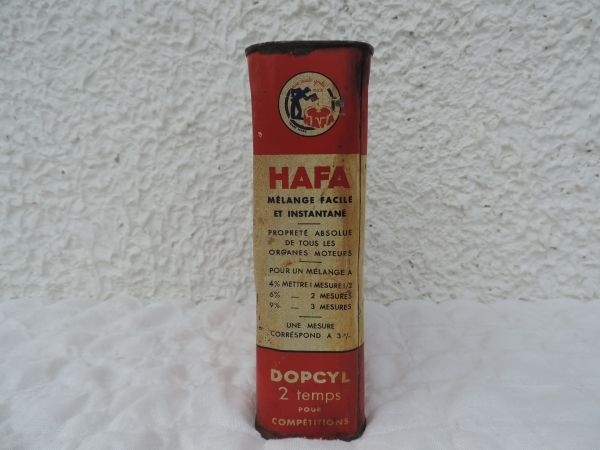 HAFA
MÉLANGE FACILE
ET INSTANTANÉ
PROPRETÉ ABSOLUE
DE TOUS LES
ORGANES MOTEURS
POUR UN MÉLANGE A
4% METTRE 1 MESURE 1/2
6% — 2 MESURES
9% — 3 MESURES
UNE MESURE
CORRESPOND A 3%
DOPCYL
2 temps
POUR
COMPÉTITIONS